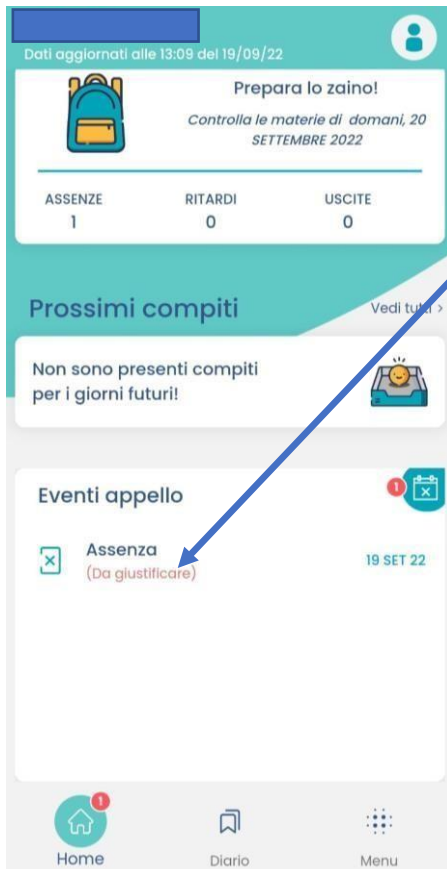 Dati aggiornati alle 13:09 del 19/09/22
Prepara lo zaino!
Controlla le materie di domani, 20
SETTEMBRE 2022
ASSENZE RITARDI USCITE
1 0 0
Prossimi compiti Vedi tutti >
Non sono presenti compiti
per i giorni futuri!
Eventi appello 1
Assenza
(Da giustificare) 19 SET 22
1
Home Diario Menu